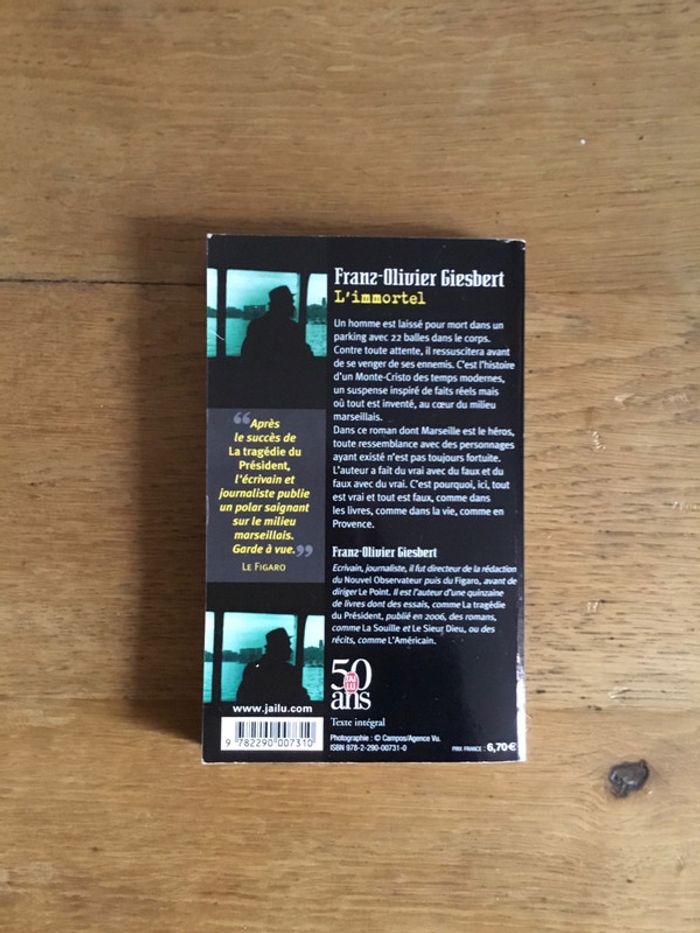 Franz-Olivier Giesbert
L'immortel
Un homme est laissé pour mort dans un
parking avec 22 balles dans le corps.
Contre toute attente, il ressuscitera avant
de se venger de ses ennemis. C'est l'histoire
d'un Monte-Cristo des temps modernes,
un suspense inspiré de faits réels mais
où tout est inventé, au cœur du milieu
marseillais.
Dans ce roman dont Marseille est le héros,
toute ressemblance avec des personnages
ayant existé n'est pas toujours fortuite.
L'auteur a fait du vrai avec du faux et du
faux avec du vrai. C'est pourquoi, ici, tout
est vrai et tout est faux, comme dans
les livres, comme dans la vie, comme en
Provence.
“Après
le succès de
La tragédie du
Président,
l'écrivain et
journaliste publie
un polar saignant
sur le milieu
marseillais.
Garde à vue.”
LE FIGARO
Franz-Olivier Giesbert
Ecrivain, journaliste, il fut directeur de la rédaction
du Nouvel Observateur puis du Figaro, avant de
diriger Le Point. Il est l'auteur d'une quinzaine
de livres dont des essais, comme La tragédie
du Président, publié en 2006, des romans,
comme La Souille et Le Sieur Dieu, ou des
récits, comme L'Américain.
50
J'AI LU
ans
www.jailu.com
Texte intégral
9 782290 007310
Photographie : © Campos/Agence Vu.
ISBN 978-2-290-00731-0
PRIX FRANCE : 6,70€